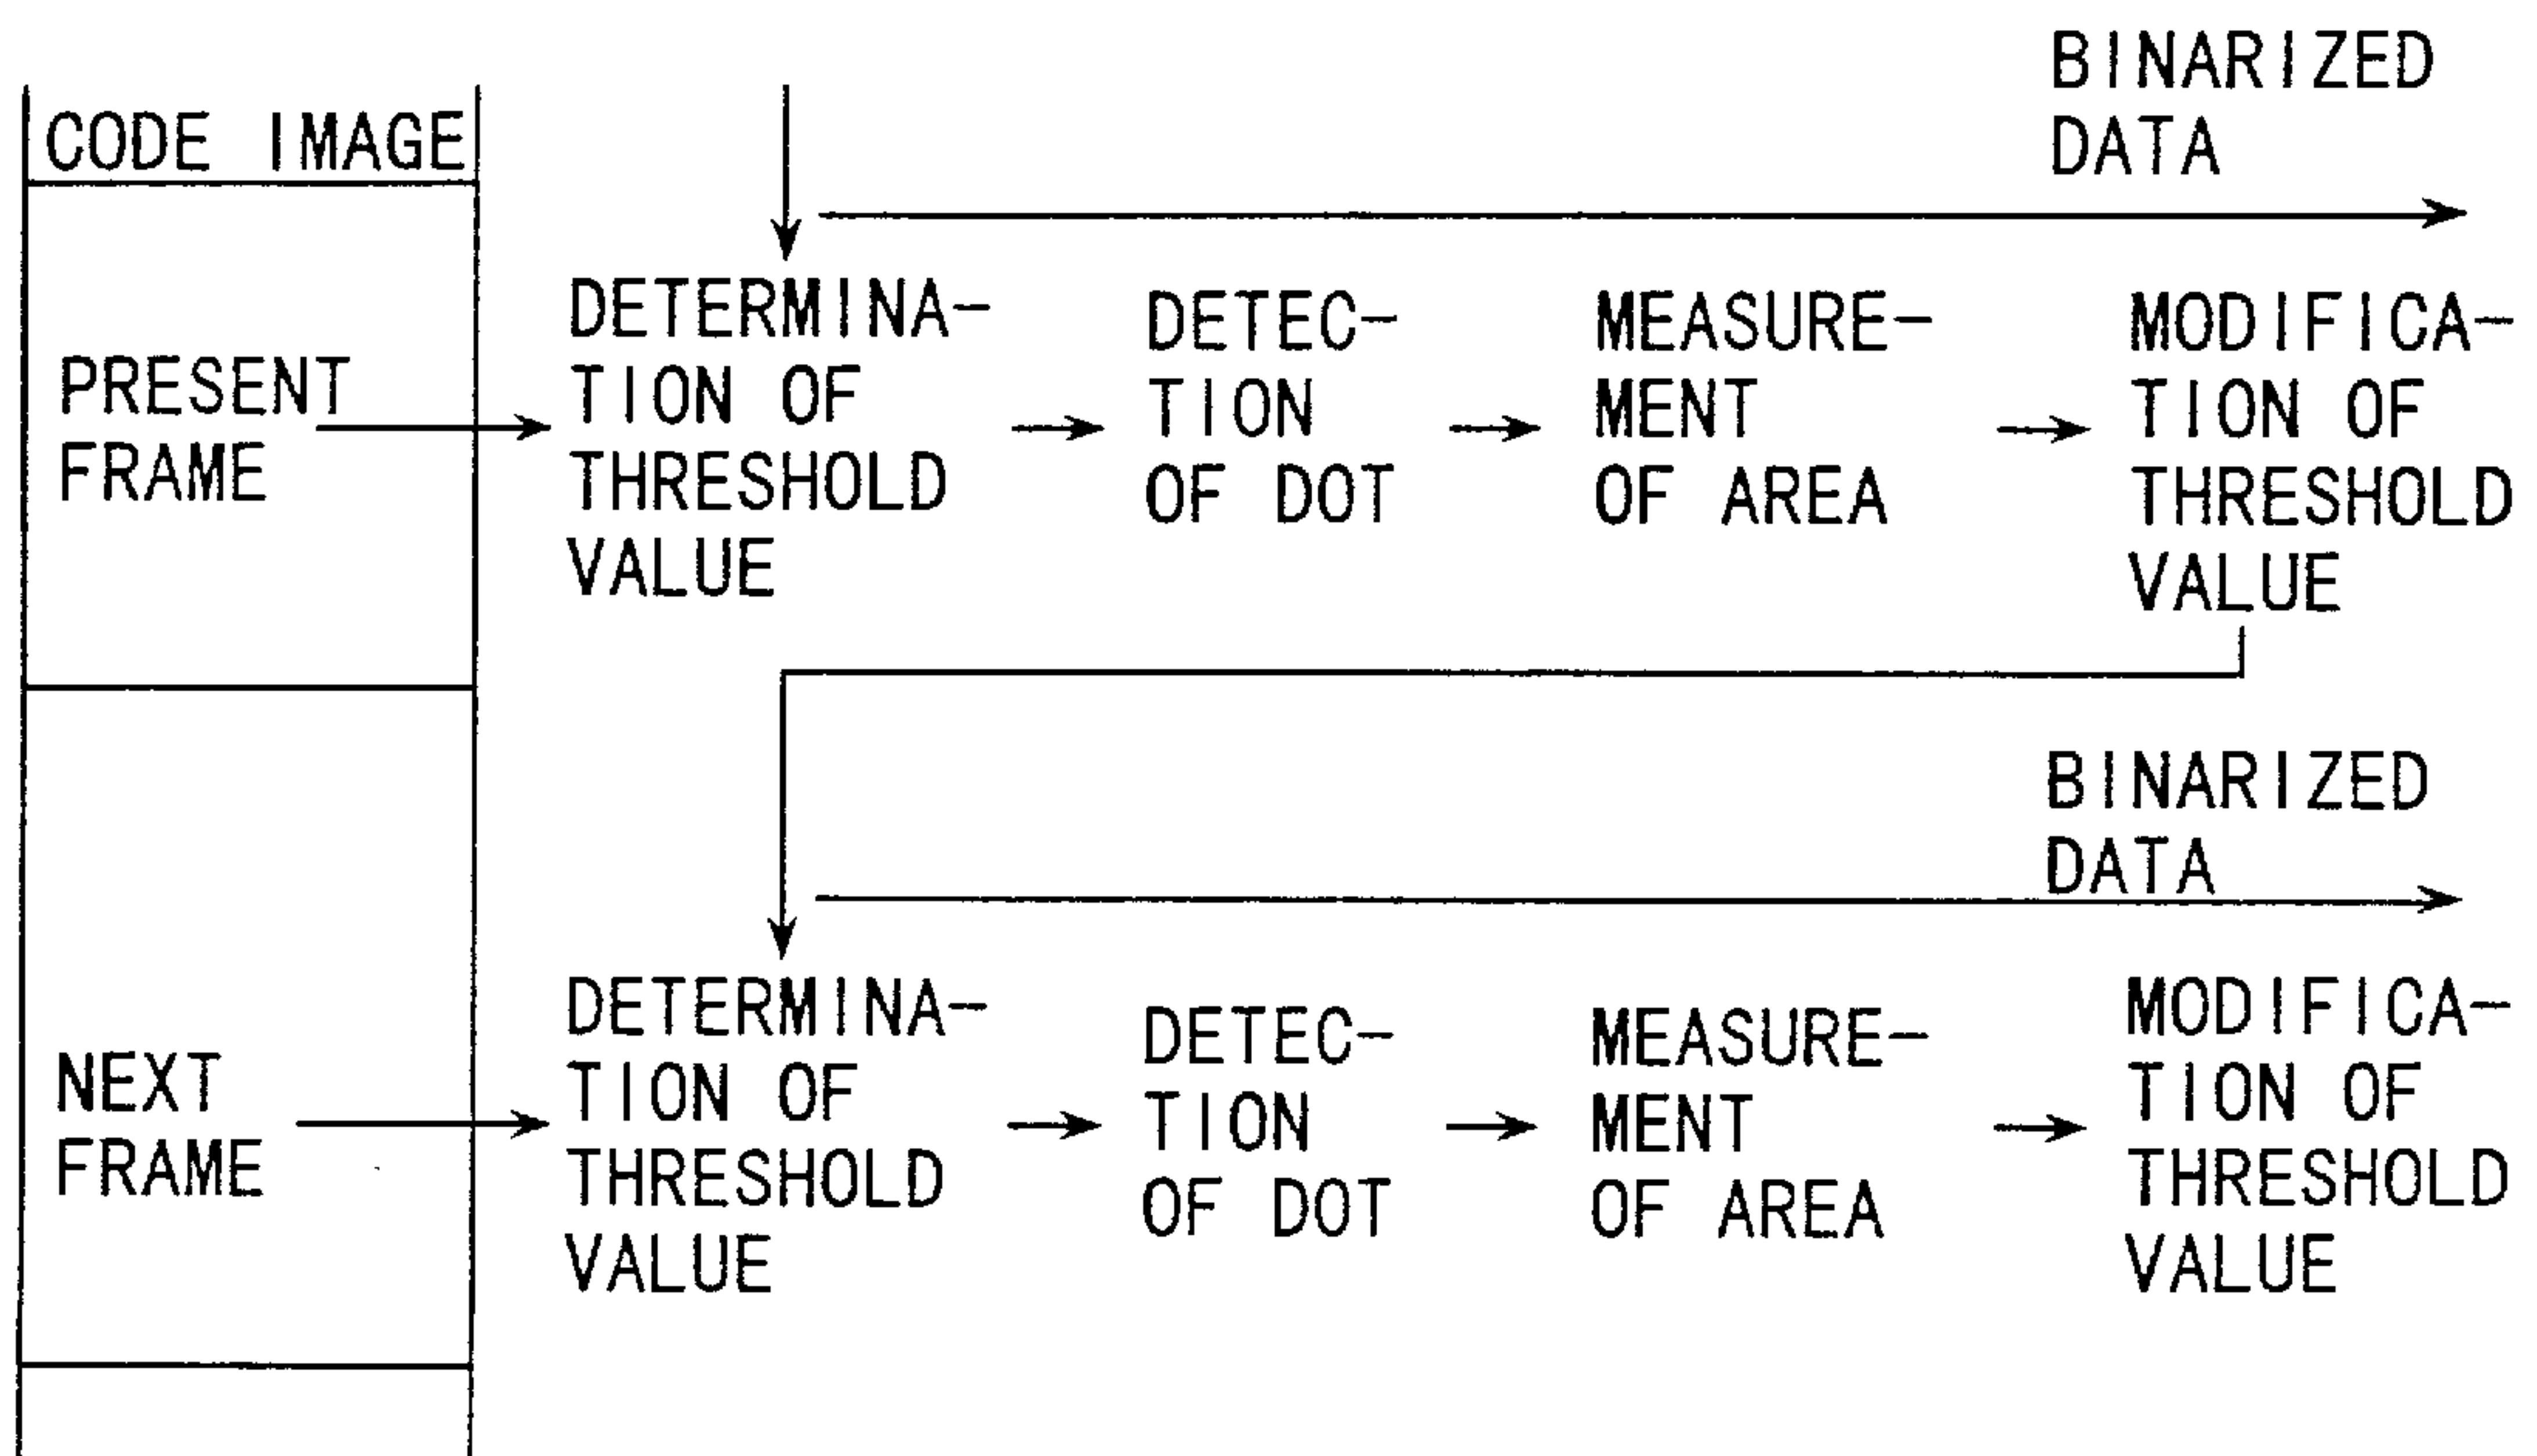 BINARIZED
DATA
CODE IMAGE
PRESENT
FRAME
DETERMINA-
TION OF
THRESHOLD
VALUE
DETEC-
TION
OF DOT
MEASURE-
MENT
OF AREA
MODIFICA-
TION OF
THRESHOLD
VALUE
BINARIZED
DATA
NEXT
FRAME
DETERMINA-
TION OF
THRESHOLD
VALUE
DETEC-
TION
OF DOT
MEASURE-
MENT
OF AREA
MODIFICA-
TION OF
THRESHOLD
VALUE